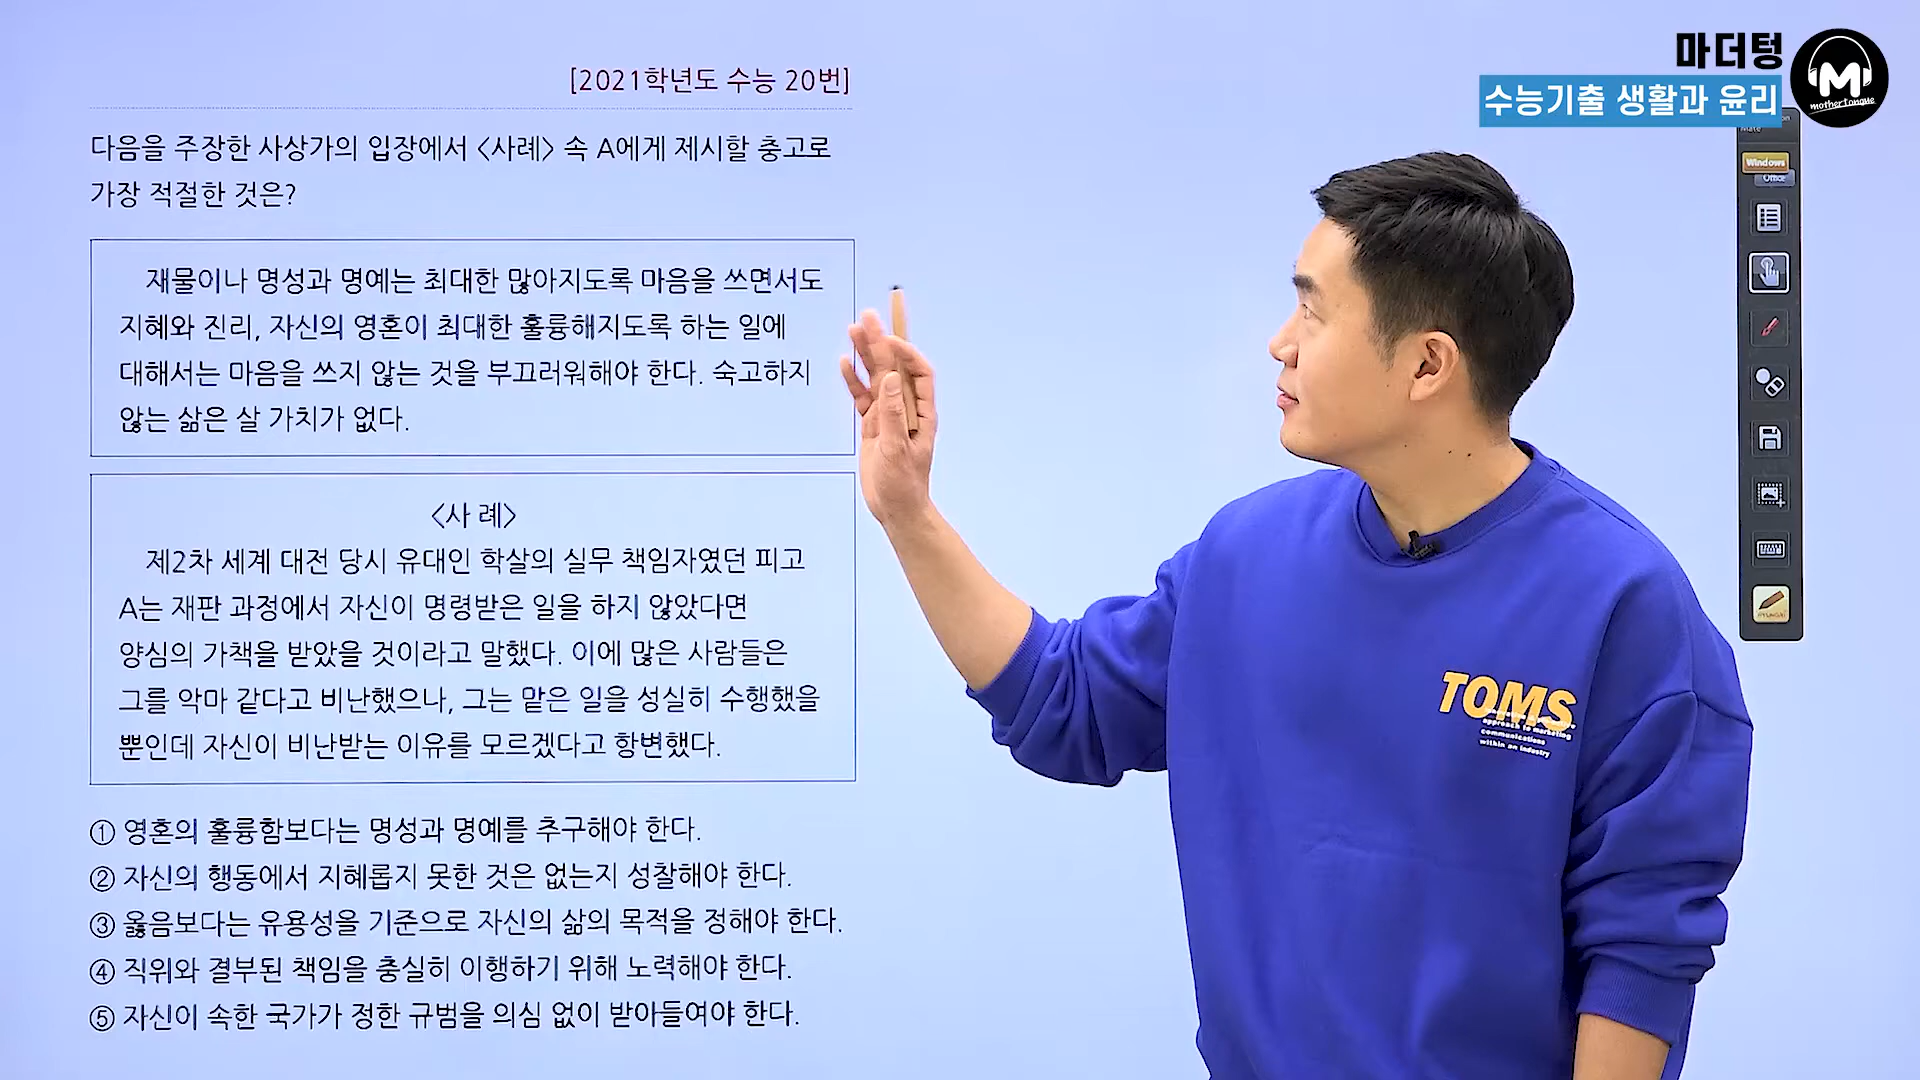 마더텅
수능기출 생활과 윤리
M
mothertongue
[2021학년도 수능 20번]
다음을 주장한 사상가의 입장에서 〈사례〉 속 A에게 제시할 충고로
가장 적절한 것은?
재물이나 명성과 명예는 최대한 많아지도록 마음을 쓰면서도
지혜와 진리, 자신의 영혼이 최대한 훌륭해지도록 하는 일에
대해서는 마음을 쓰지 않는 것을 부끄러워해야 한다. 숙고하지
않는 삶은 살 가치가 없다.
〈사 례〉
제2차 세계 대전 당시 유대인 학살의 실무 책임자였던 피고
A는 재판 과정에서 자신이 명령받은 일을 하지 않았다면
양심의 가책을 받았을 것이라고 말했다. 이에 많은 사람들은
그를 악마 같다고 비난했으나, 그는 맡은 일을 성실히 수행했을
뿐인데 자신이 비난받는 이유를 모르겠다고 항변했다.
① 영혼의 훌륭함보다는 명성과 명예를 추구해야 한다.
② 자신의 행동에서 지혜롭지 못한 것은 없는지 성찰해야 한다.
③ 옳음보다는 유용성을 기준으로 자신의 삶의 목적을 정해야 한다.
④ 직위와 결부된 책임을 충실히 이행하기 위해 노력해야 한다.
⑤ 자신이 속한 국가가 정한 규범을 의심 없이 받아들여야 한다.
Mate
Windows
Office
TOMS
approach to marketing
communications
within an industry